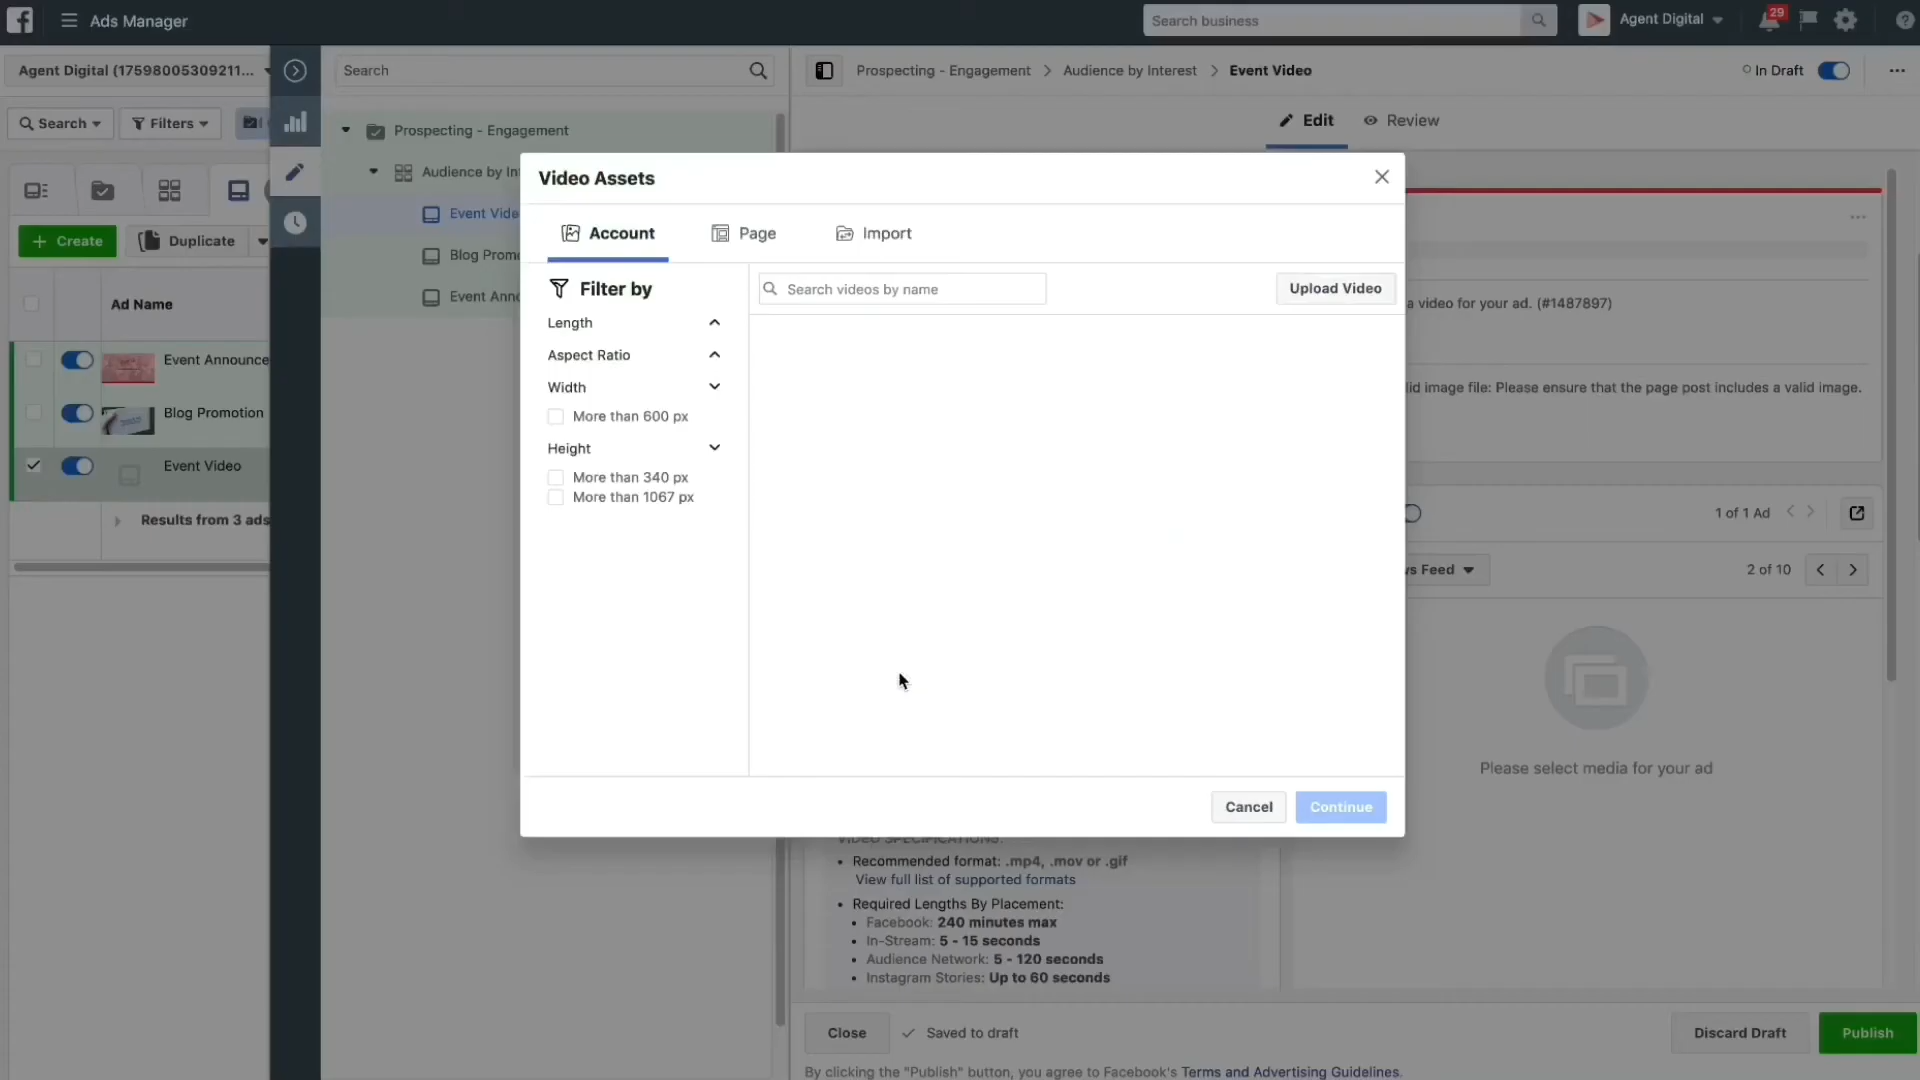 Ads Manager
Search business
Agent Digital
29
Agent Digital (17598005309211...
Search
Prospecting - Engagement > Audience by Interest > Event Video
In Draft
Search
Filters
Prospecting - Engagement
Edit
Review
Audience by In
Event Vide
Blog Prom
Event Ann
Create
Duplicate
Ad Name
Event Announce
Blog Promotion
Event Video
Results from 3 ads
Video Assets
Account
Page
Import
Filter by
Length
Aspect Ratio
Width
More than 600 px
Height
More than 340 px
More than 1067 px
Search videos by name
Upload Video
Cancel
Continue
a video for your ad. (#1487897)
lid image file: Please ensure that the page post includes a valid image.
1 of 1 Ad
s Feed
2 of 10
Please select media for your ad
VIDEO SPECIFICATIONS:
• Recommended format: .mp4, .mov or .gif
View full list of supported formats
• Required Lengths By Placement:
• Facebook: 240 minutes max
• In-Stream: 5 - 15 seconds
• Audience Network: 5 - 120 seconds
• Instagram Stories: Up to 60 seconds
Close
Saved to draft
Discard Draft
Publish
By clicking the "Publish" button, you agree to Facebook's Terms and Advertising Guidelines.